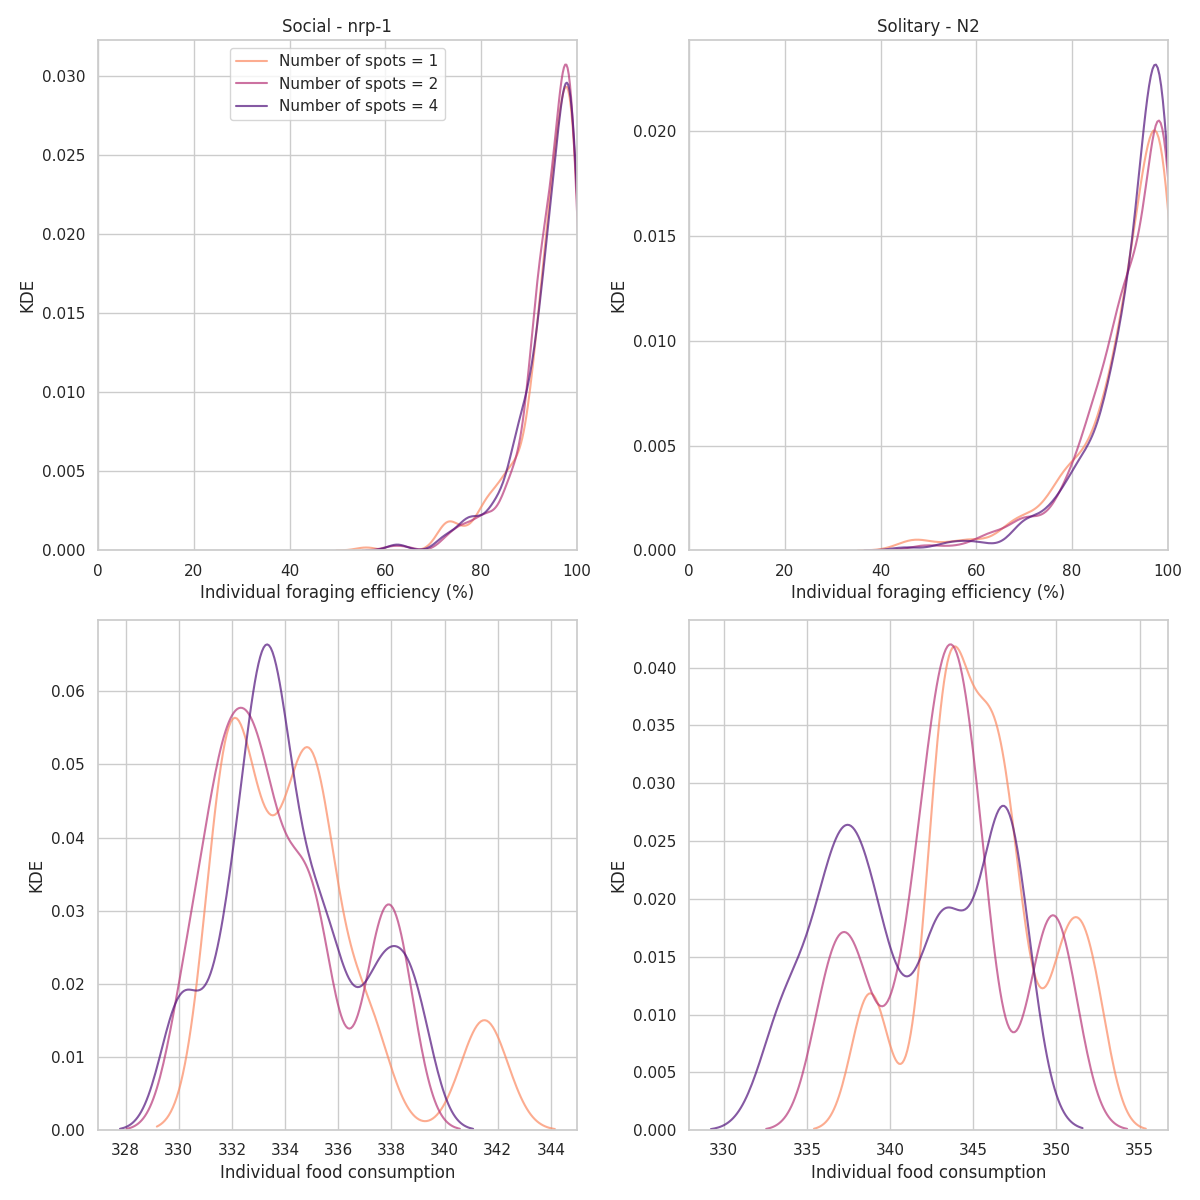 Social - nrp-1
Number of spots = 1
Number of spots = 2
Number of spots = 4
KDE
0.030
0.025
0.020
0.015
0.010
0.005
0.000
0 20 40 60 80 100
Individual foraging efficiency (%)
Solitary - N2
KDE
0.020
0.015
0.010
0.005
0.000
0 20 40 60 80 100
Individual foraging efficiency (%)
KDE
0.06
0.05
0.04
0.03
0.02
0.01
0.00
328 330 332 334 336 338 340 342 344
Individual food consumption
KDE
0.040
0.035
0.030
0.025
0.020
0.015
0.010
0.005
0.000
330 335 340 345 350 355
Individual food consumption